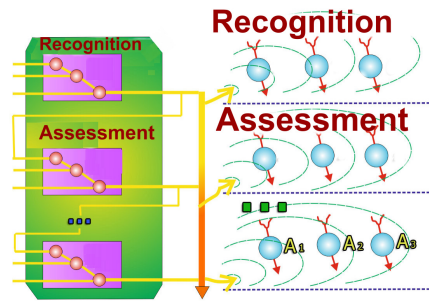 Recognition
Assessment
Recognition
Assessment
A1 A2 A3